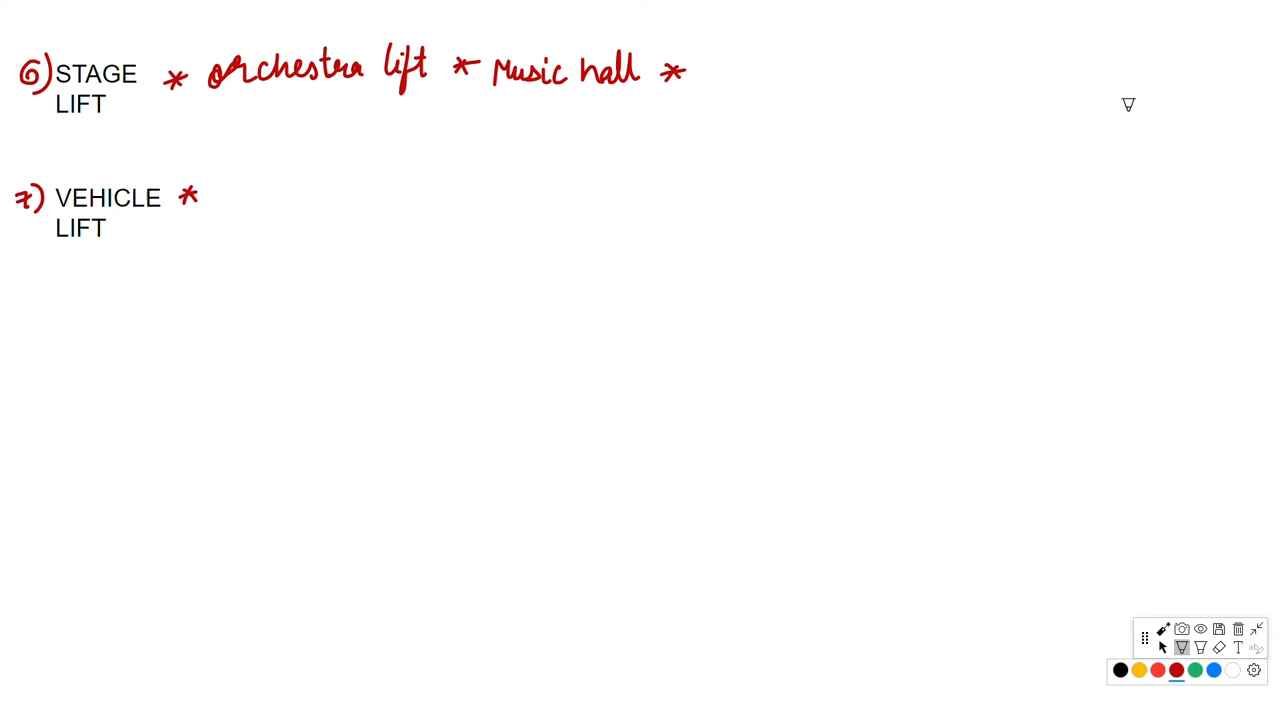 6) STAGE * Orchestra lift * Music hall *
LIFT
7) VEHICLE *
LIFT